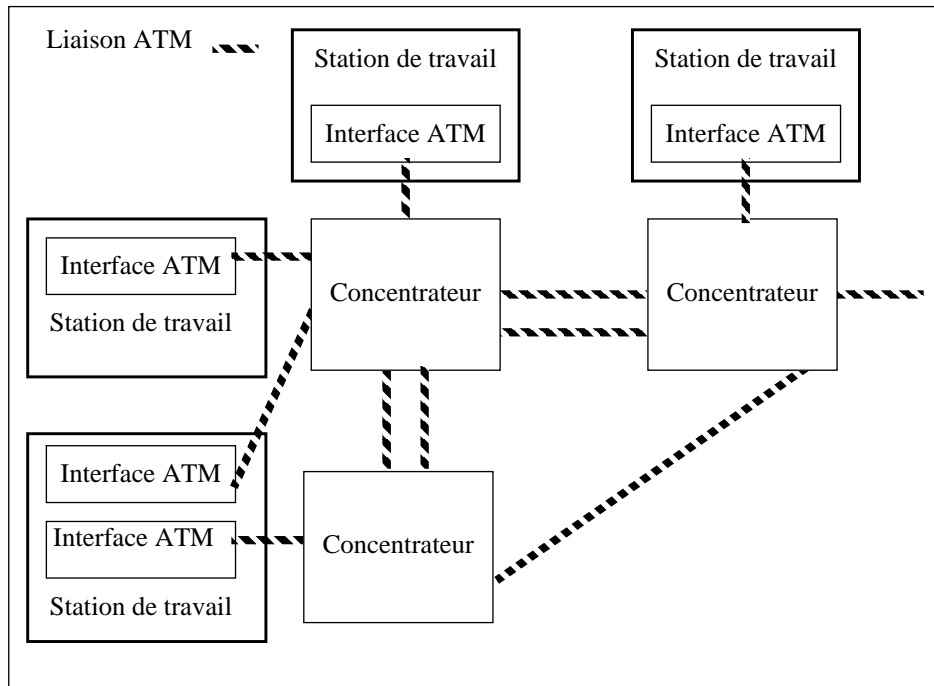 Liaison ATM
Station de travail
Interface ATM
Station de travail
Interface ATM
Interface ATM
Station de travail
Concentrateur
Concentrateur
Interface ATM
Interface ATM
Station de travail
Concentrateur